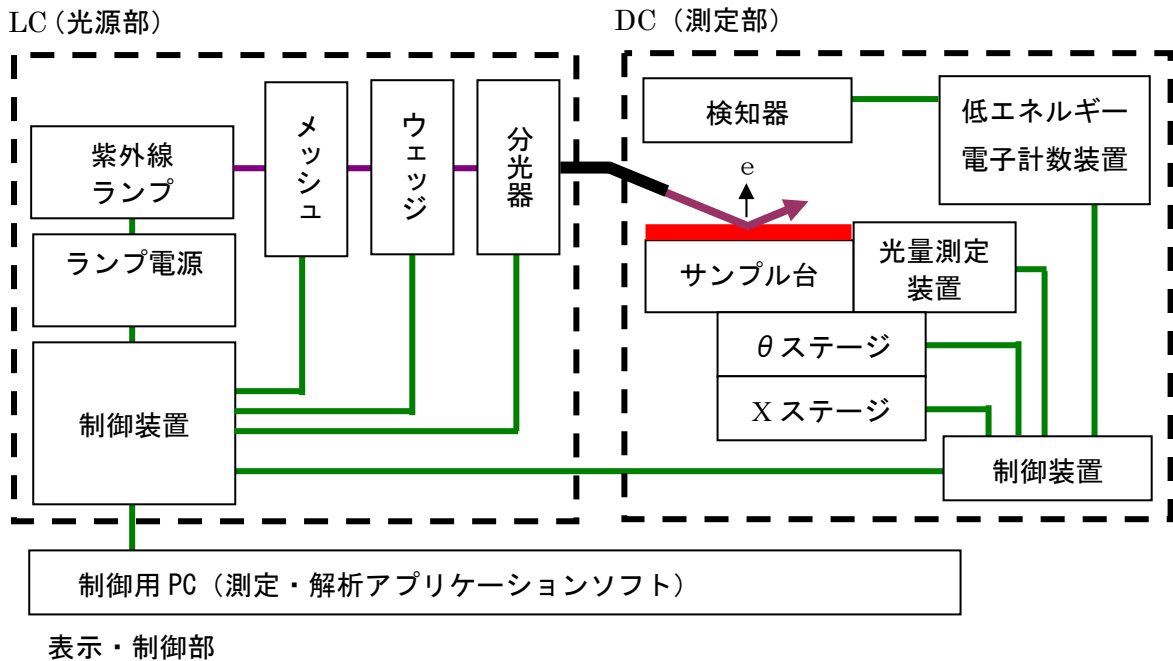 LC(光源部)
DC(測定部)
紫外線
ランプ
メッシュ
ウェッジ
分光器
検知器
低エネルギー
電子計数装置
e
ランプ電源
サンプル台
光量測定
装置
θステージ
Xステージ
制御装置
制御装置
制御用PC(測定・解析アプリケーションソフト)
表示・制御部